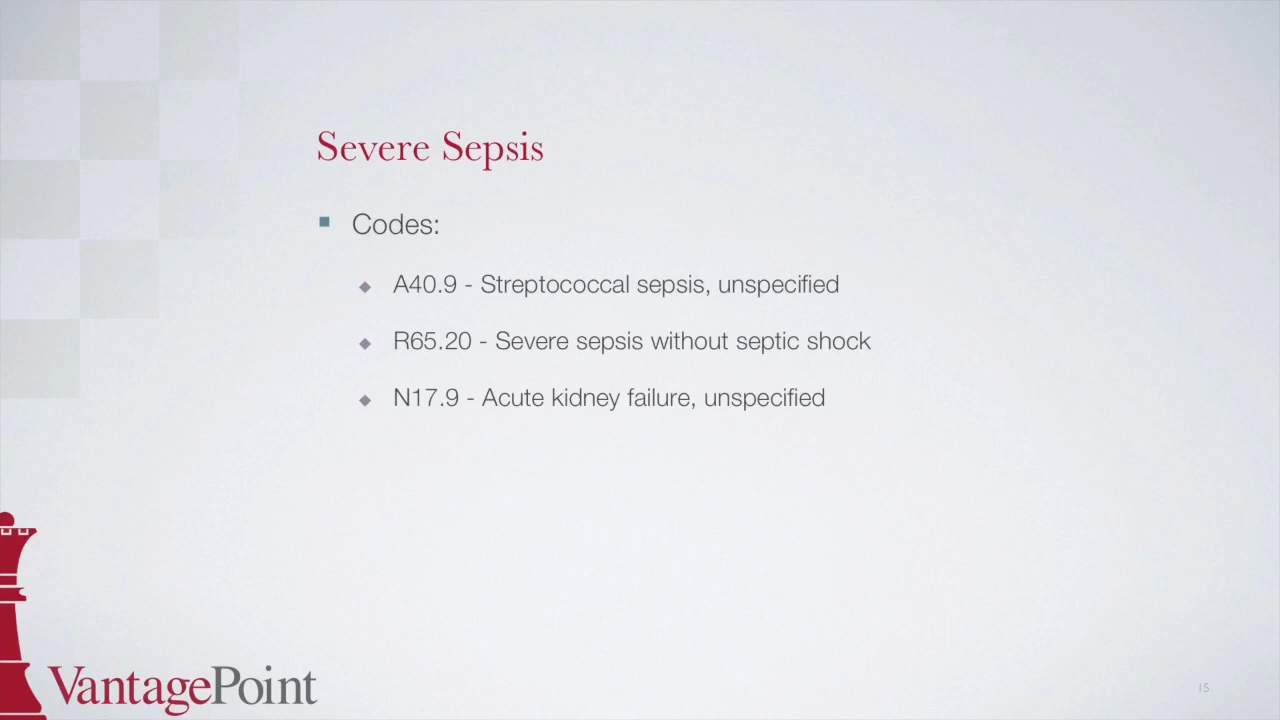 Severe Sepsis
Codes:
A40.9 - Streptococcal sepsis, unspecified
R65.20 - Severe sepsis without septic shock
N17.9 - Acute kidney failure, unspecified
VantagePoint
15